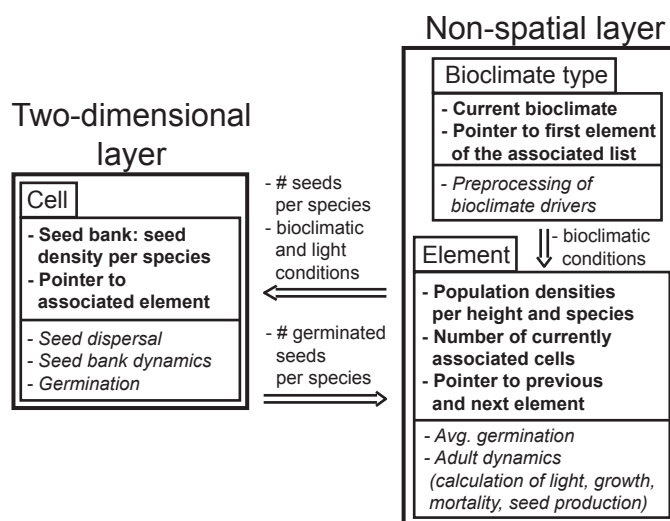 Non-spatial layer
Bioclimate type
- Current bioclimate
- Pointer to first element
of the associated list
- Preprocessing of
bioclimate drivers
Two-dimensional
layer
Cell
- Seed bank: seed
density per species
- Pointer to
associated element
- Seed dispersal
- Seed bank dynamics
- Germination
- # seeds
per species
- bioclimatic
and light
conditions
- # germinated
seeds
per species
- bioclimatic
conditions
Element
- Population densities
per height and species
- Number of currently
associated cells
- Pointer to previous
and next element
- Avg. germination
- Adult dynamics
(calculation of light, growth,
mortality, seed production)